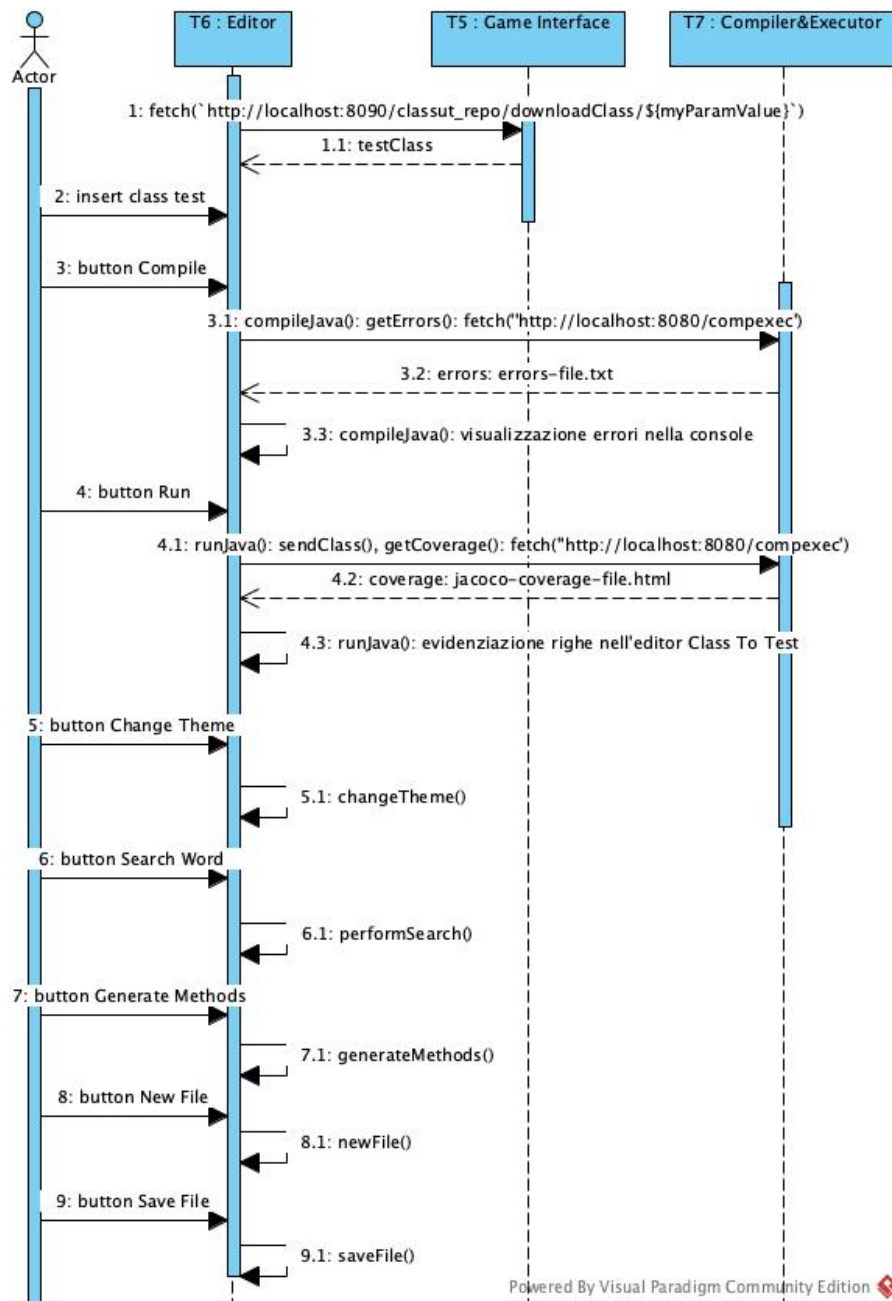 T6 : Editor
T5 : Game Interface
T7 : Compiler&Executor
Actor
1: fetch(`http://localhost:8090/classut_repo/downloadClass/${myParamValue}`)
1.1: testClass
2: insert class test
3: button Compile
3.1: compileJava(): getErrors(): fetch("http://localhost:8080/compexec')
3.2: errors: errors-file.txt
3.3: compileJava(): visualizzazione errori nella console
4: button Run
4.1: runJava(): sendClass(), getCoverage(): fetch("http://localhost:8080/compexec')
4.2: coverage: jacoco-coverage-file.html
4.3: runJava(): evidenziazione righe nell'editor Class To Test
5: button Change Theme
5.1: changeTheme()
6: button Search Word
6.1: performSearch()
7: button Generate Methods
7.1: generateMethods()
8: button New File
8.1: newFile()
9: button Save File
9.1: saveFile()
Powered By Visual Paradigm Community Edition